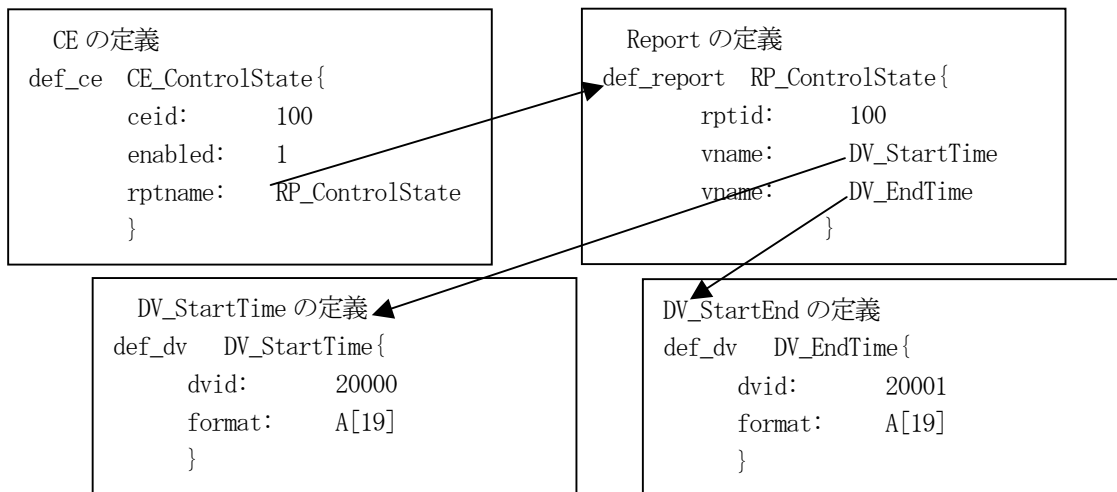 CE の定義
def_ce CE_ControlState{
ceid: 100
enabled: 1
rptname: RP_ControlState
}
Report の定義
def_report RP_ControlState{
rptid: 100
vname: DV_StartTime
vname: DV_EndTime
}
DV_StartTime の定義
def_dv DV_StartTime{
dvid: 20000
format: A[19]
}
DV_StartEnd の定義
def_dv DV_EndTime{
dvid: 20001
format: A[19]
}